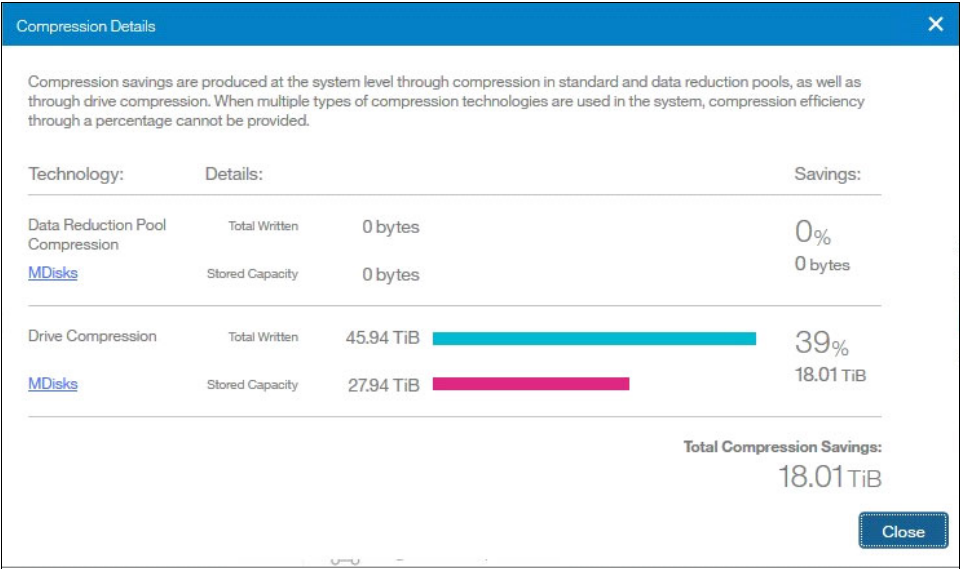 Compression Details
Compression savings are produced at the system level through compression in standard and data reduction pools, as well as
through drive compression. When multiple types of compression technologies are used in the system, compression efficiency
through a percentage cannot be provided.
Technology: Details: Savings:
Data Reduction Pool
Compression
Total Written 0 bytes
0%
MDisks
Stored Capacity 0 bytes
0 bytes
Drive Compression
Total Written 45.94 TiB
39%
MDisks
Stored Capacity 27.94 TiB
18.01 TiB
Total Compression Savings:
18.01 TiB
Close